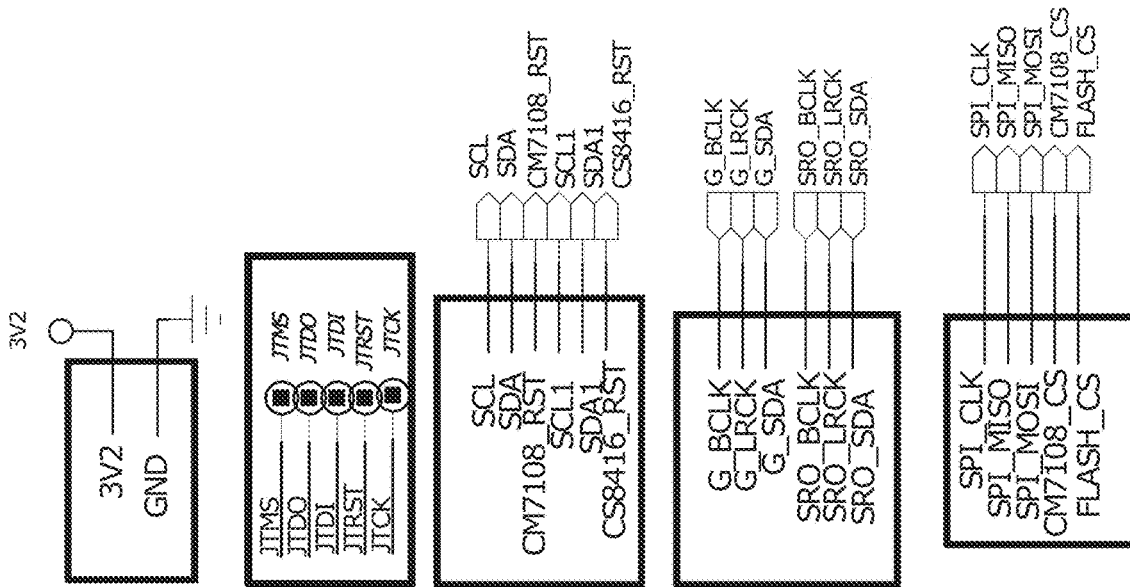 3V2
3V2
GND
JTMS
JTDO
JTDI
JTRST
JTCK
JTMS
JTDO
JTDI
JTRST
JTCK
SCL
SDA
CM7108_RST
SCL1
SDA1
CS8416_RST
SCL
SDA
CM7108_RST
SCL1
SDA1
CS8416_RST
G_BCLK
G_LRCK
G_SDA
SRO_BCLK
SRO_LRCK
SRO_SDA
G_BCLK
G_LRCK
G_SDA
SRO_BCLK
SRO_LRCK
SRO_SDA
SPI_CLK
SPI_MISO
SPI_MOSI
CM7108_CS
FLASH_CS
SPI_CLK
SPI_MISO
SPI_MOSI
CM7108_CS
FLASH_CS